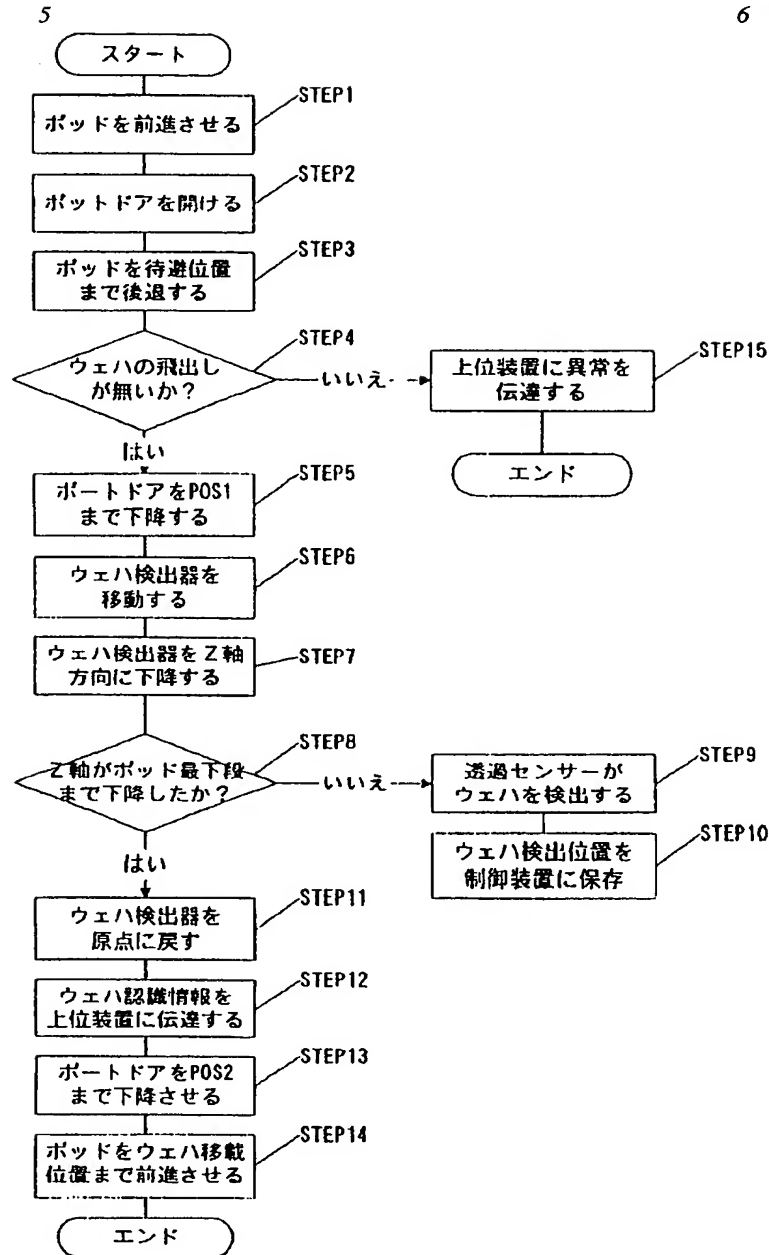 5
6
スタート
STEP1
ポッドを前進させる
STEP2
ポットドアを開ける
STEP3
ポッドを待避位置
まで後退する
STEP4
ウェハの飛出し
が無いか？
いいえ
STEP15
上位装置に異常を
伝達する
エンド
はい
STEP5
ポートドアをPOS1
まで下降する
STEP6
ウェハ検出器を
移動する
STEP7
ウェハ検出器をZ軸
方向に下降する
STEP8
Z軸がポッド最下段
まで下降したか？
いいえ
STEP9
透過センサーが
ウェハを検出する
STEP10
ウェハ検出位置を
制御装置に保存
はい
STEP11
ウェハ検出器を
原点に戻す
STEP12
ウェハ認識情報を
上位装置に伝達する
STEP13
ポートドアをPOS2
まで下降させる
STEP14
ポッドをウェハ移載
位置まで前進させる
エンド